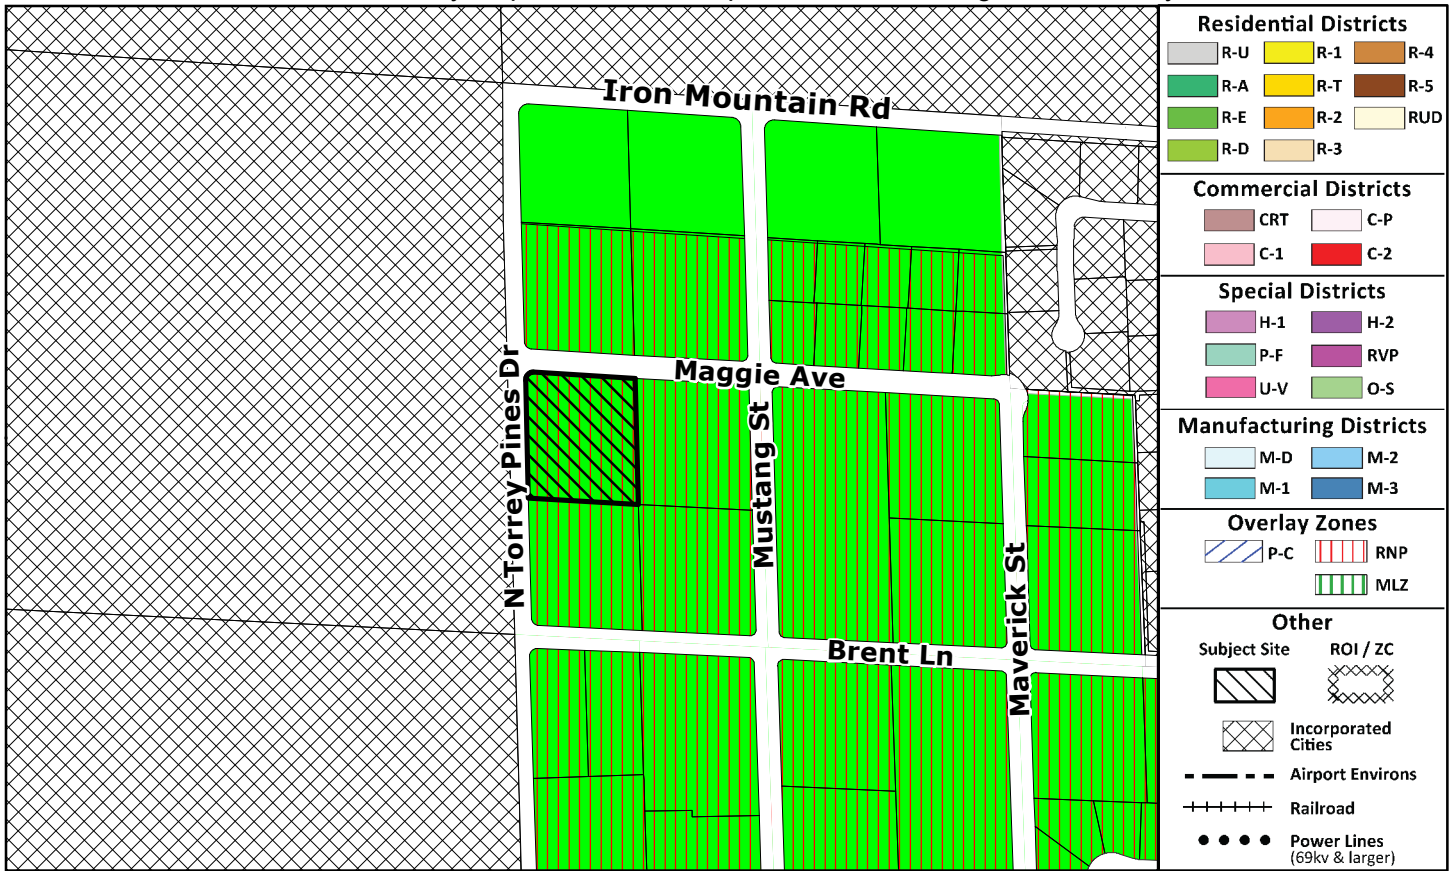 Iron Mountain Rd
Maggie Ave
N Torrey Pines Dr
Mustang St
Maverick St
Brent Ln
Residential Districts
R-U
R-1
R-4
R-A
R-T
R-5
R-E
R-2
RUD
R-D
R-3
Commercial Districts
CRT
C-P
C-1
C-2
Special Districts
H-1
H-2
P-F
RVP
U-V
O-S
Manufacturing Districts
M-D
M-2
M-1
M-3
Overlay Zones
P-C
RNP
MLZ
Other
Subject Site
ROI / ZC
Incorporated
Cities
Airport Environs
Railroad
Power Lines
(69kv & larger)